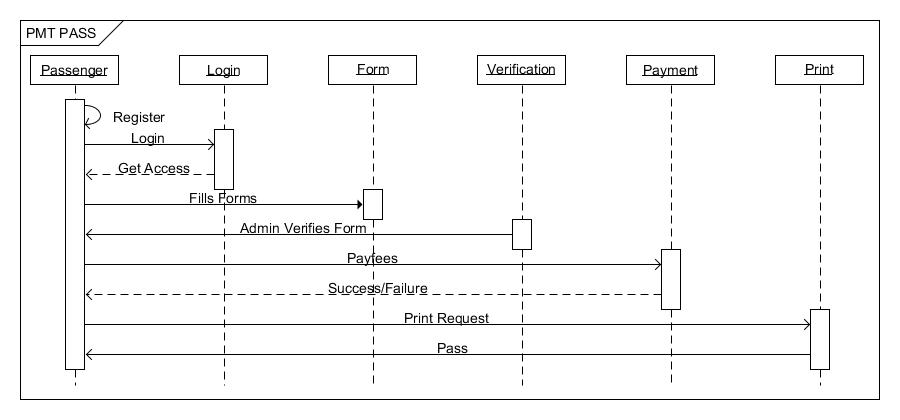 PMT PASS
Passenger
Login
Form
Verification
Payment
Print
Register
Login
Get Access
Fills Forms
Admin Verifies Form
Payfees
Success/Failure
Print Request
Pass